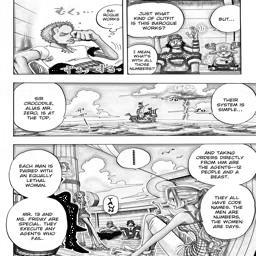 BUT...
JUST WHAT
KIND OF OUTFIT
IS THIS BAROQUE
WORKS?
I MEAN,
WHAT'S
WITH ALL
THOSE
NUMBERS?
BA-
ROQUE
WORKS
THEIR
SYSTEM IS
SIMPLE...
SIR
CROCODILE,
ALIAS MR.
ZERO, IS AT
THE TOP.
AND TAKING
ORDERS DIRECTLY
FROM HIM ARE
THE AGENTS--12
PEOPLE AND A
BEAST.
THEY ALL
HAVE CODE
NAMES. THE
MEN ARE
NUMBERS,
THE WOMEN
ARE DAYS.
EACH MAN IS
PAIRED WITH
AN EQUALLY
LETHAL
WOMAN.
MR. 13 AND
MS. FRIDAY ARE
SPECIAL. THEY
EXECUTE ANY
AGENTS WHO
FAIL.